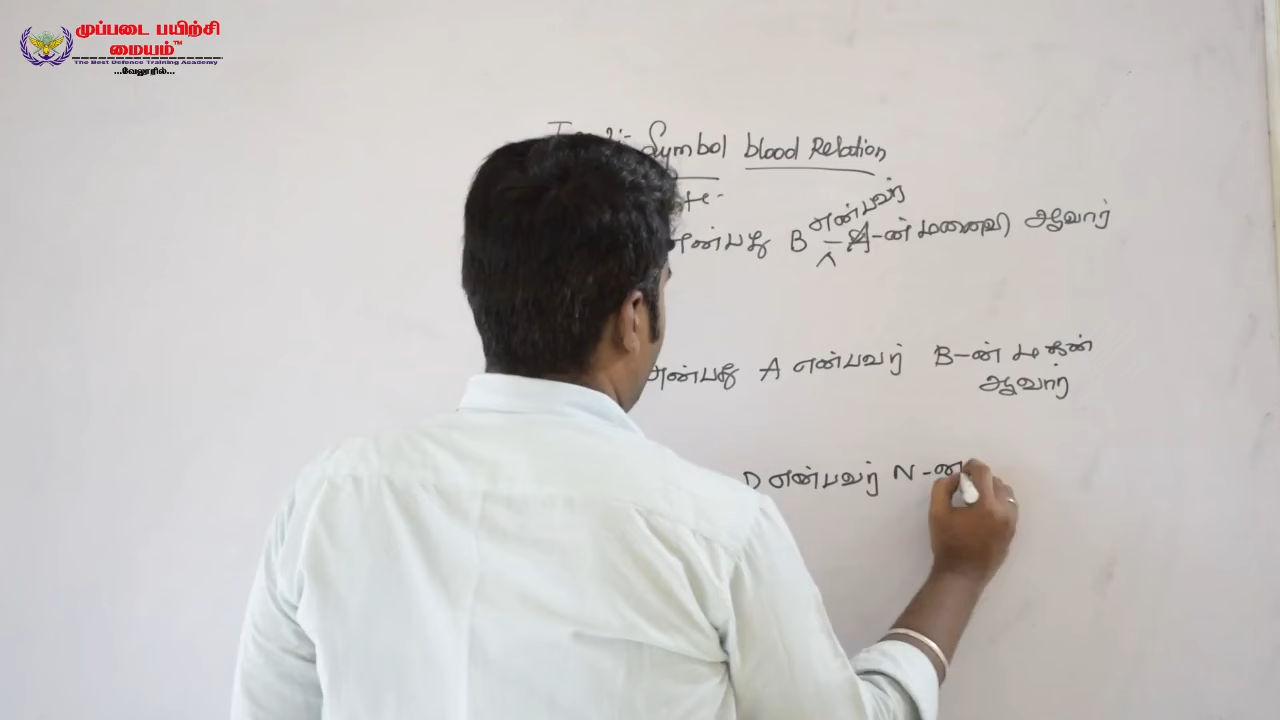 முப்படை பயிற்சி
மையம்™
The Best Defence Training Academy
...வேலூரில்...
Symbol blood Relation
என்பவர்
என்பது B -ன் மனைவி ஆவார்
என்பது A என்பவர் B-ன் மகன்
ஆவார்
D என்பவர் N-ன